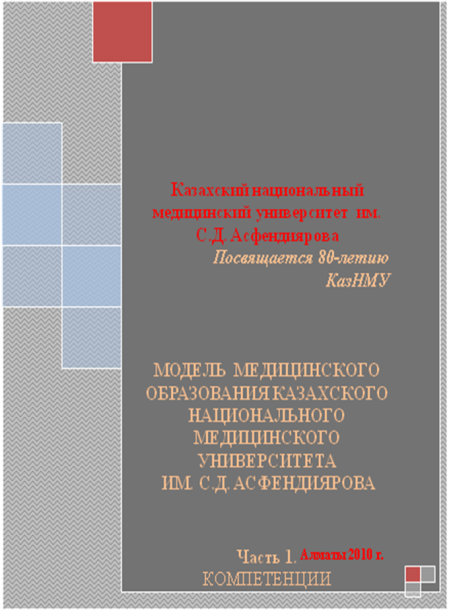 Казахский национальный
медицинский университет им.
С.Д. Асфендиярова
Посвящается 80-летию
КазНМУ
МОДЕЛЬ МЕДИЦИНСКОГО
ОБРАЗОВАНИЯ КАЗАХСКОГО
НАЦИОНАЛЬНОГО
МЕДИЦИНСКОГО
УНИВЕРСИТЕТА
ИМ. С.Д. АСФЕНДИЯРОВА
Часть 1. Алматы 2010 г.
КОМПЕТЕНЦИИ